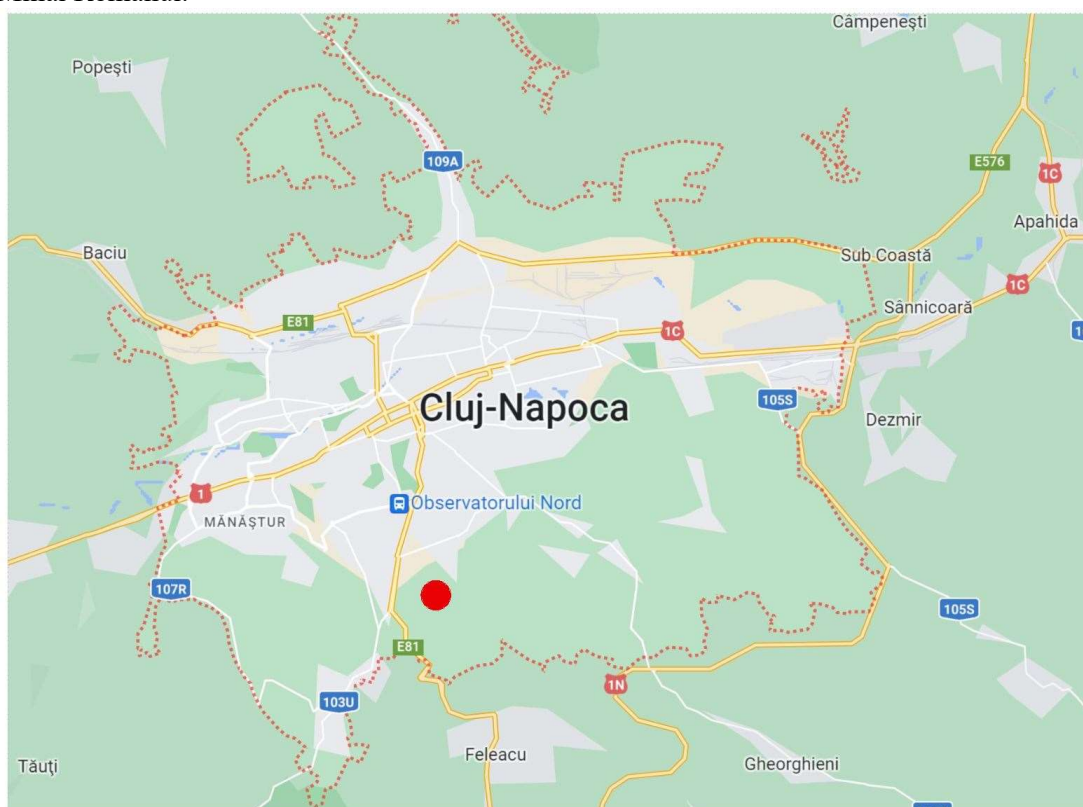 Câmpenești
Popești
109A
E576
1C
Apahida
Baciu
Sub Coastă
1C
Sânnicoară
E81
1C
105S
Cluj-Napoca
Dezmir
1
Observatorului Nord
MĂNĂȘTUR
107R
105S
E81
1N
103U
Feleacu
Gheorghieni
Tăuți